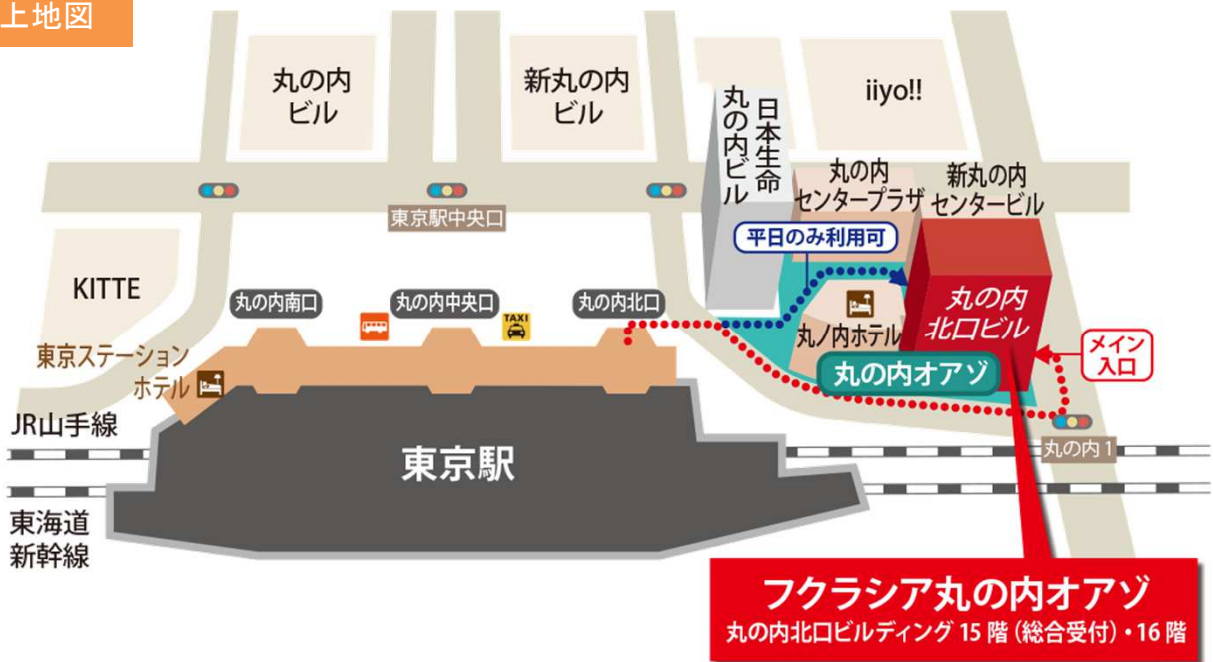 上地図
丸の内
ビル
新丸の内
ビル
日本生命
丸の内ビル
iiyo!!
丸の内
センタープラザ
新丸の内
センタービル
東京駅中央口
平日のみ利用可
KITTE
丸の内南口
丸の内中央口
TAXI
丸の内北口
丸の内
北口ビル
丸ノ内ホテル
メイン
入口
東京ステーション
ホテル
丸の内オアゾ
JR山手線
丸の内1
東京駅
東海道
新幹線
フクラシア丸の内オアゾ
丸の内北口ビルディング 15 階 (総合受付)・16 階